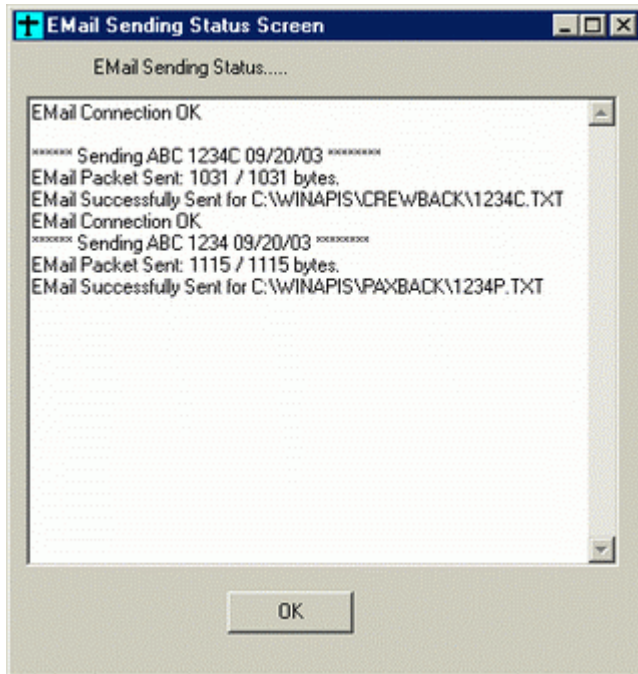 EMail Sending Status Screen
EMail Sending Status.....
EMail Connection OK
****** Sending ABC 1234C 09/20/03 ********
EMail Packet Sent: 1031 / 1031 bytes.
EMail Successfully Sent for C:\WINAPIS\CREWBACK\1234C.TXT
EMail Connection OK
****** Sending ABC 1234 09/20/03 ********
EMail Packet Sent: 1115 / 1115 bytes.
EMail Successfully Sent for C:\WINAPIS\PAXBACK\1234P.TXT
OK